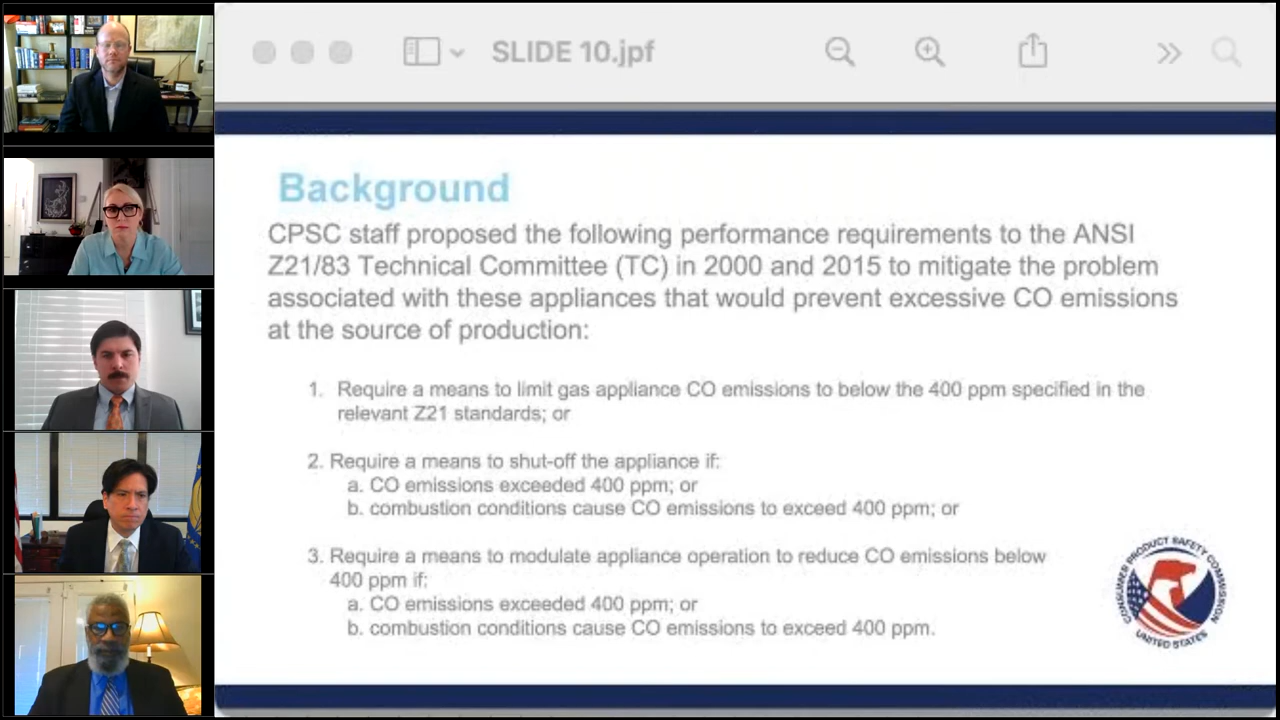 SLIDE 10.jpf
Background
CPSC staff proposed the following performance requirements to the ANSI
Z21/83 Technical Committee (TC) in 2000 and 2015 to mitigate the problem
associated with these appliances that would prevent excessive CO emissions
at the source of production:
1. Require a means to limit gas appliance CO emissions to below the 400 ppm specified in the
relevant Z21 standards; or
2. Require a means to shut-off the appliance if:
a. CO emissions exceeded 400 ppm; or
b. combustion conditions cause CO emissions to exceed 400 ppm; or
3. Require a means to modulate appliance operation to reduce CO emissions below
400 ppm if:
a. CO emissions exceeded 400 ppm; or
b. combustion conditions cause CO emissions to exceed 400 ppm.
CONSUMER PRODUCT SAFETY COMMISSION
UNITED STATES